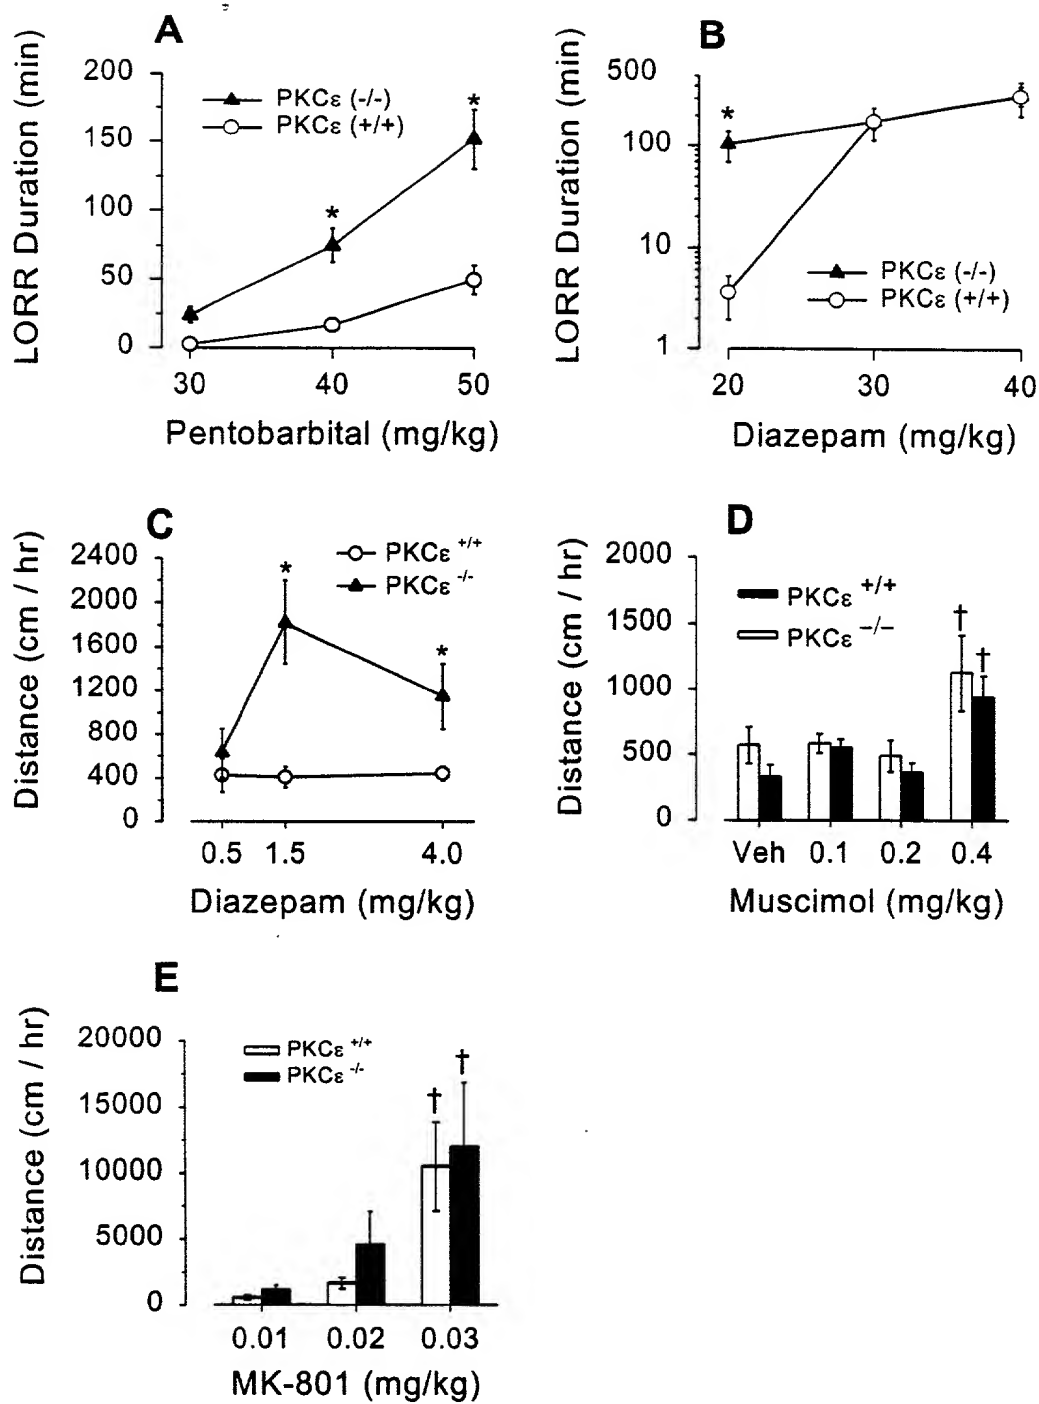 A
LORR Duration (min)
200
150
100
50
0
PKCε (-/-)
PKCε (+/+)
*
*
30 40 50
Pentobarbital (mg/kg)
B
LORR Duration (min)
500
100
10
1
*
PKCε (-/-)
PKCε (+/+)
20 30 40
Diazepam (mg/kg)
C
Distance (cm / hr)
2400
2000
1600
1200
800
400
0
PKCε +/+
PKCε -/-
*
*
0.5 1.5 4.0
Diazepam (mg/kg)
D
Distance (cm / hr)
2000
1500
1000
500
0
PKCε +/+
PKCε −/−
†
†
Veh 0.1 0.2 0.4
Muscimol (mg/kg)
E
Distance (cm / hr)
20000
15000
10000
5000
0
PKCε +/+
PKCε -/-
†
†
0.01 0.02 0.03
MK-801 (mg/kg)